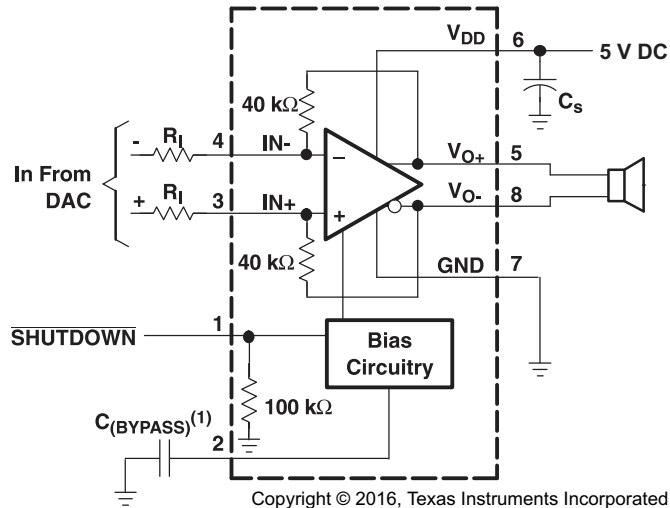 V_DD 6
5 V DC
40 kΩ
C_s
- R_I 4 IN-
−
V_O+ 5
In From
DAC
V_O- 8
+ R_I 3 IN+
+
40 kΩ
GND 7
1
SHUTDOWN
Bias
Circuitry
100 kΩ
C_(BYPASS)^(1)
2
Copyright © 2016, Texas Instruments Incorporated